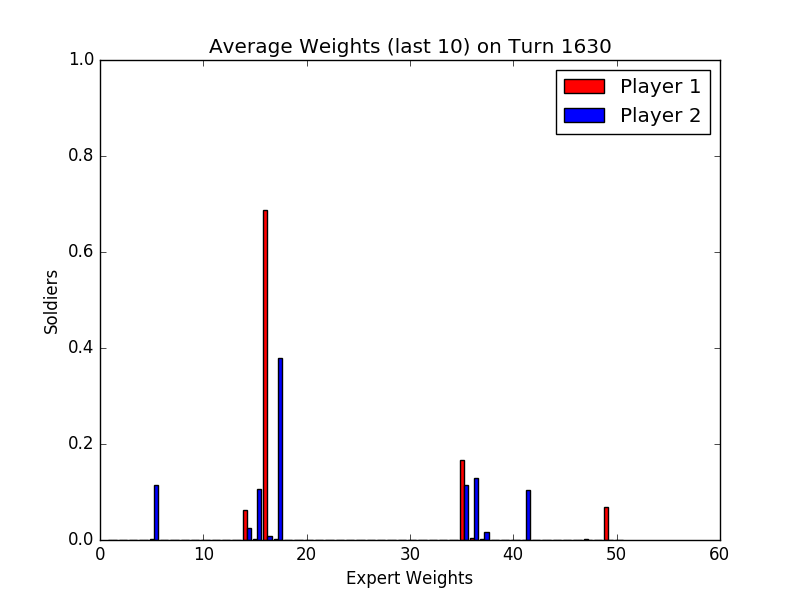 Average Weights (last 10) on Turn 1630
1.0
Player 1
Player 2
0.8
0.6
Soldiers
0.4
0.2
0.0
0 10 20 30 40 50 60
Expert Weights